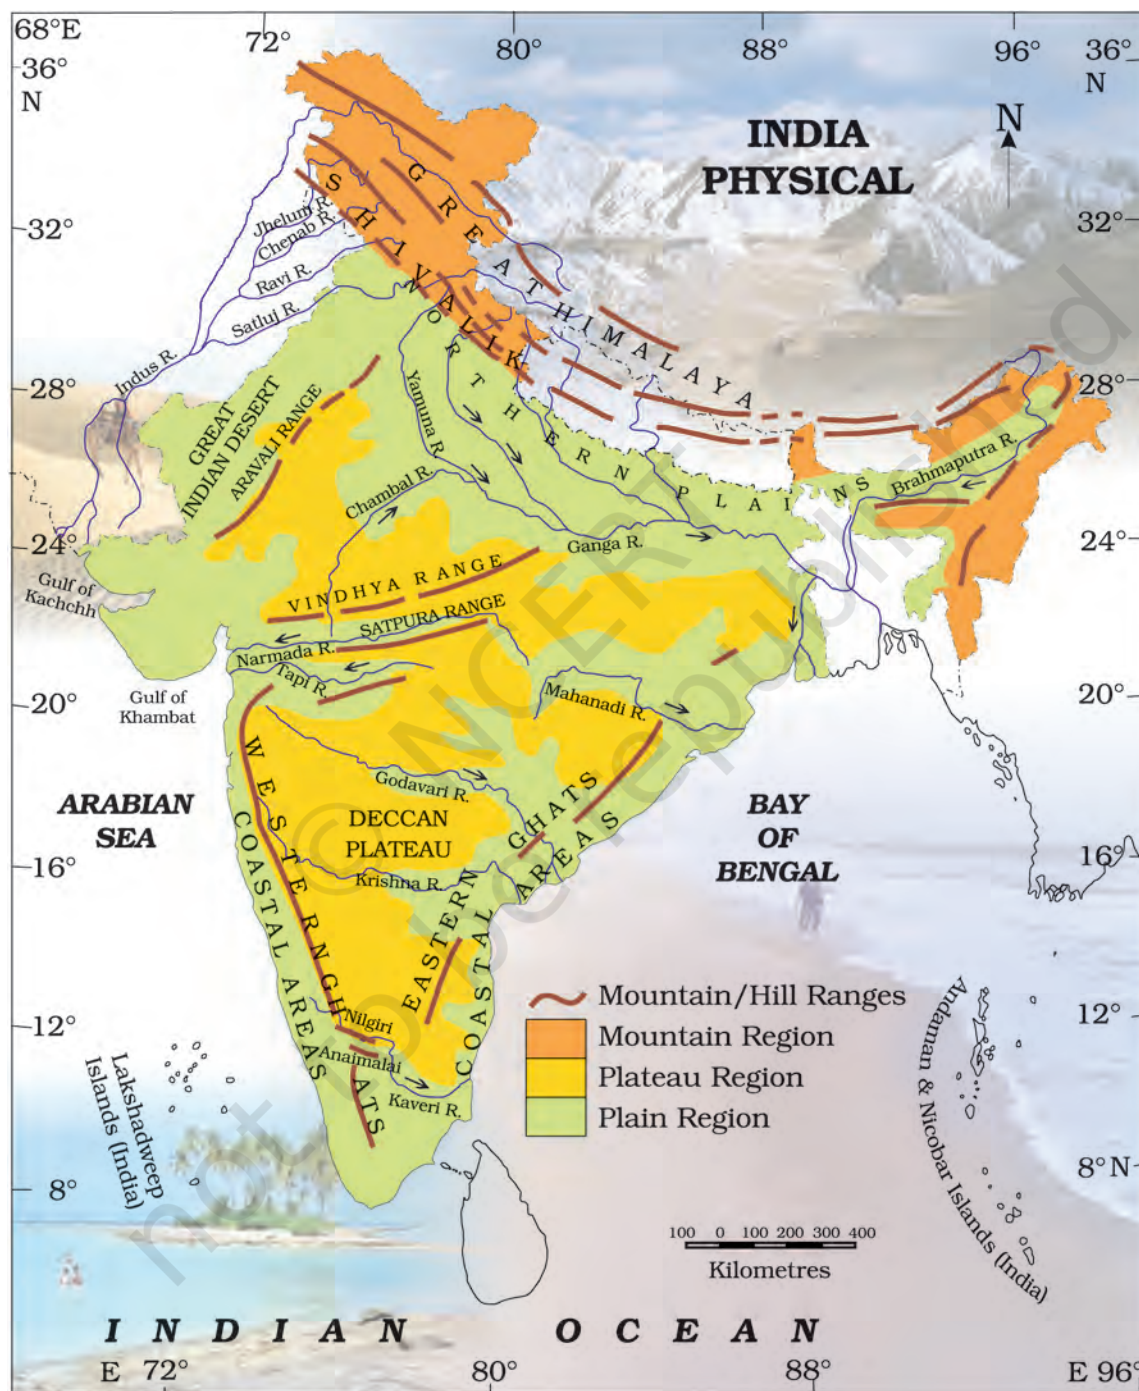 68°E
72°
80°
88°
96°
36°
N
36°
N
N
INDIA
PHYSICAL
GREAT HIMALAYA
SHIVALIK
Jhelum R.
Chenab R.
Ravi R.
Satluj R.
Indus R.
32°
32°
28°
28°
NORTHERN PLAINS
GREAT
INDIAN DESERT
ARAVALI RANGE
Yamuna R.
Chambal R.
Ganga R.
Brahmaputra R.
24°
24°
Gulf of
Kachchh
VINDHYA RANGE
SATPURA RANGE
Narmada R.
Tapi R.
Mahanadi R.
Gulf of
Khambat
20°
20°
WESTERN GHATS
Godavari R.
DECCAN
PLATEAU
Krishna R.
EASTERN GHATS
COASTAL AREAS
COASTAL AREAS
ARABIAN
SEA
BAY
OF
BENGAL
16°
16°
Mountain/Hill Ranges
Mountain Region
Plateau Region
Plain Region
Nilgiri
Anaimalai
Kaveri R.
12°
12°
Lakshadweep
Islands (India)
Andaman & Nicobar Islands (India)
8°
8° N
100 0 100 200 300 400
Kilometres
INDIAN OCEAN
E 72°
80°
88°
E 96°
© NCERT
not to be republished